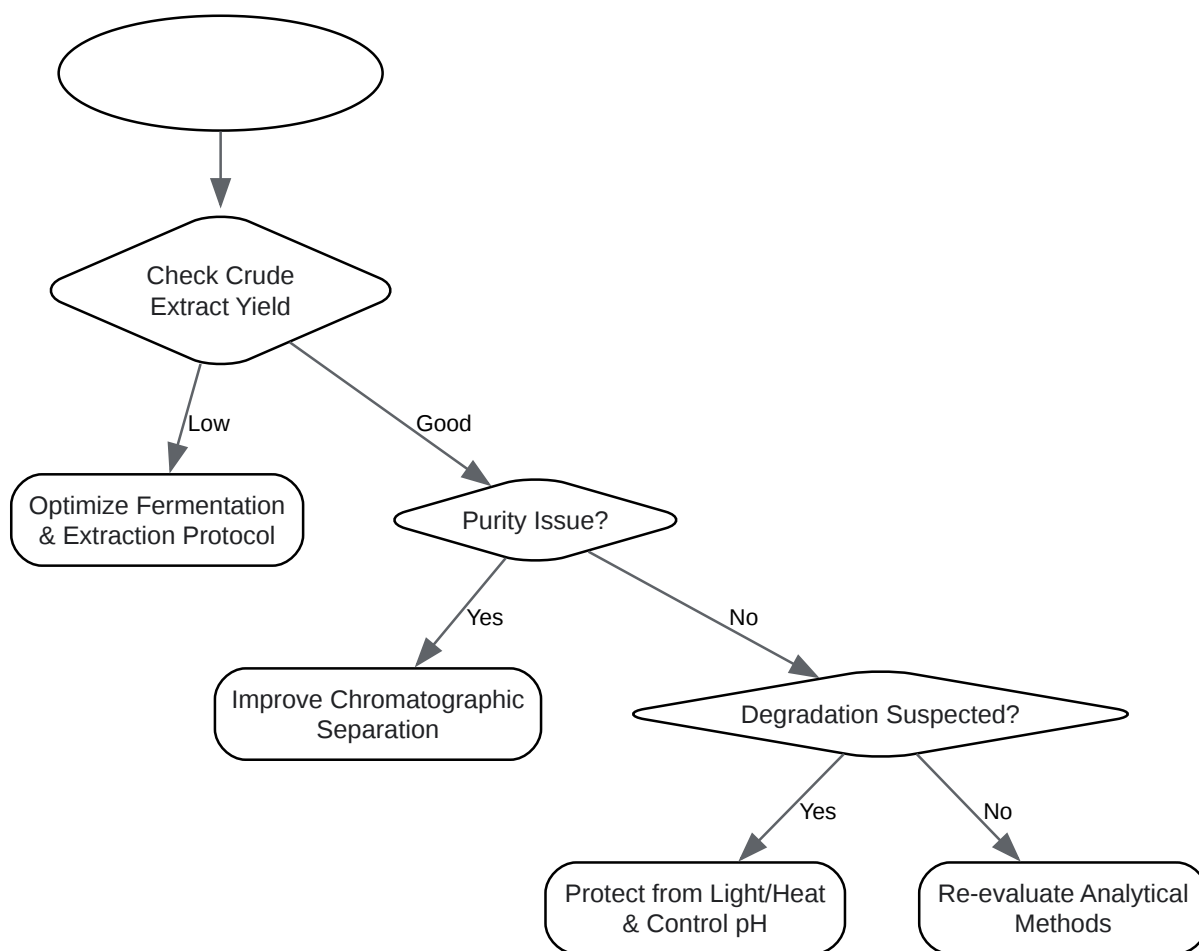 Check Crude
Extract Yield
Low
Good
Optimize Fermentation
& Extraction Protocol
Purity Issue?
Yes
No
Improve Chromatographic
Separation
Degradation Suspected?
Yes
No
Protect from Light/Heat
& Control pH
Re-evaluate Analytical
Methods